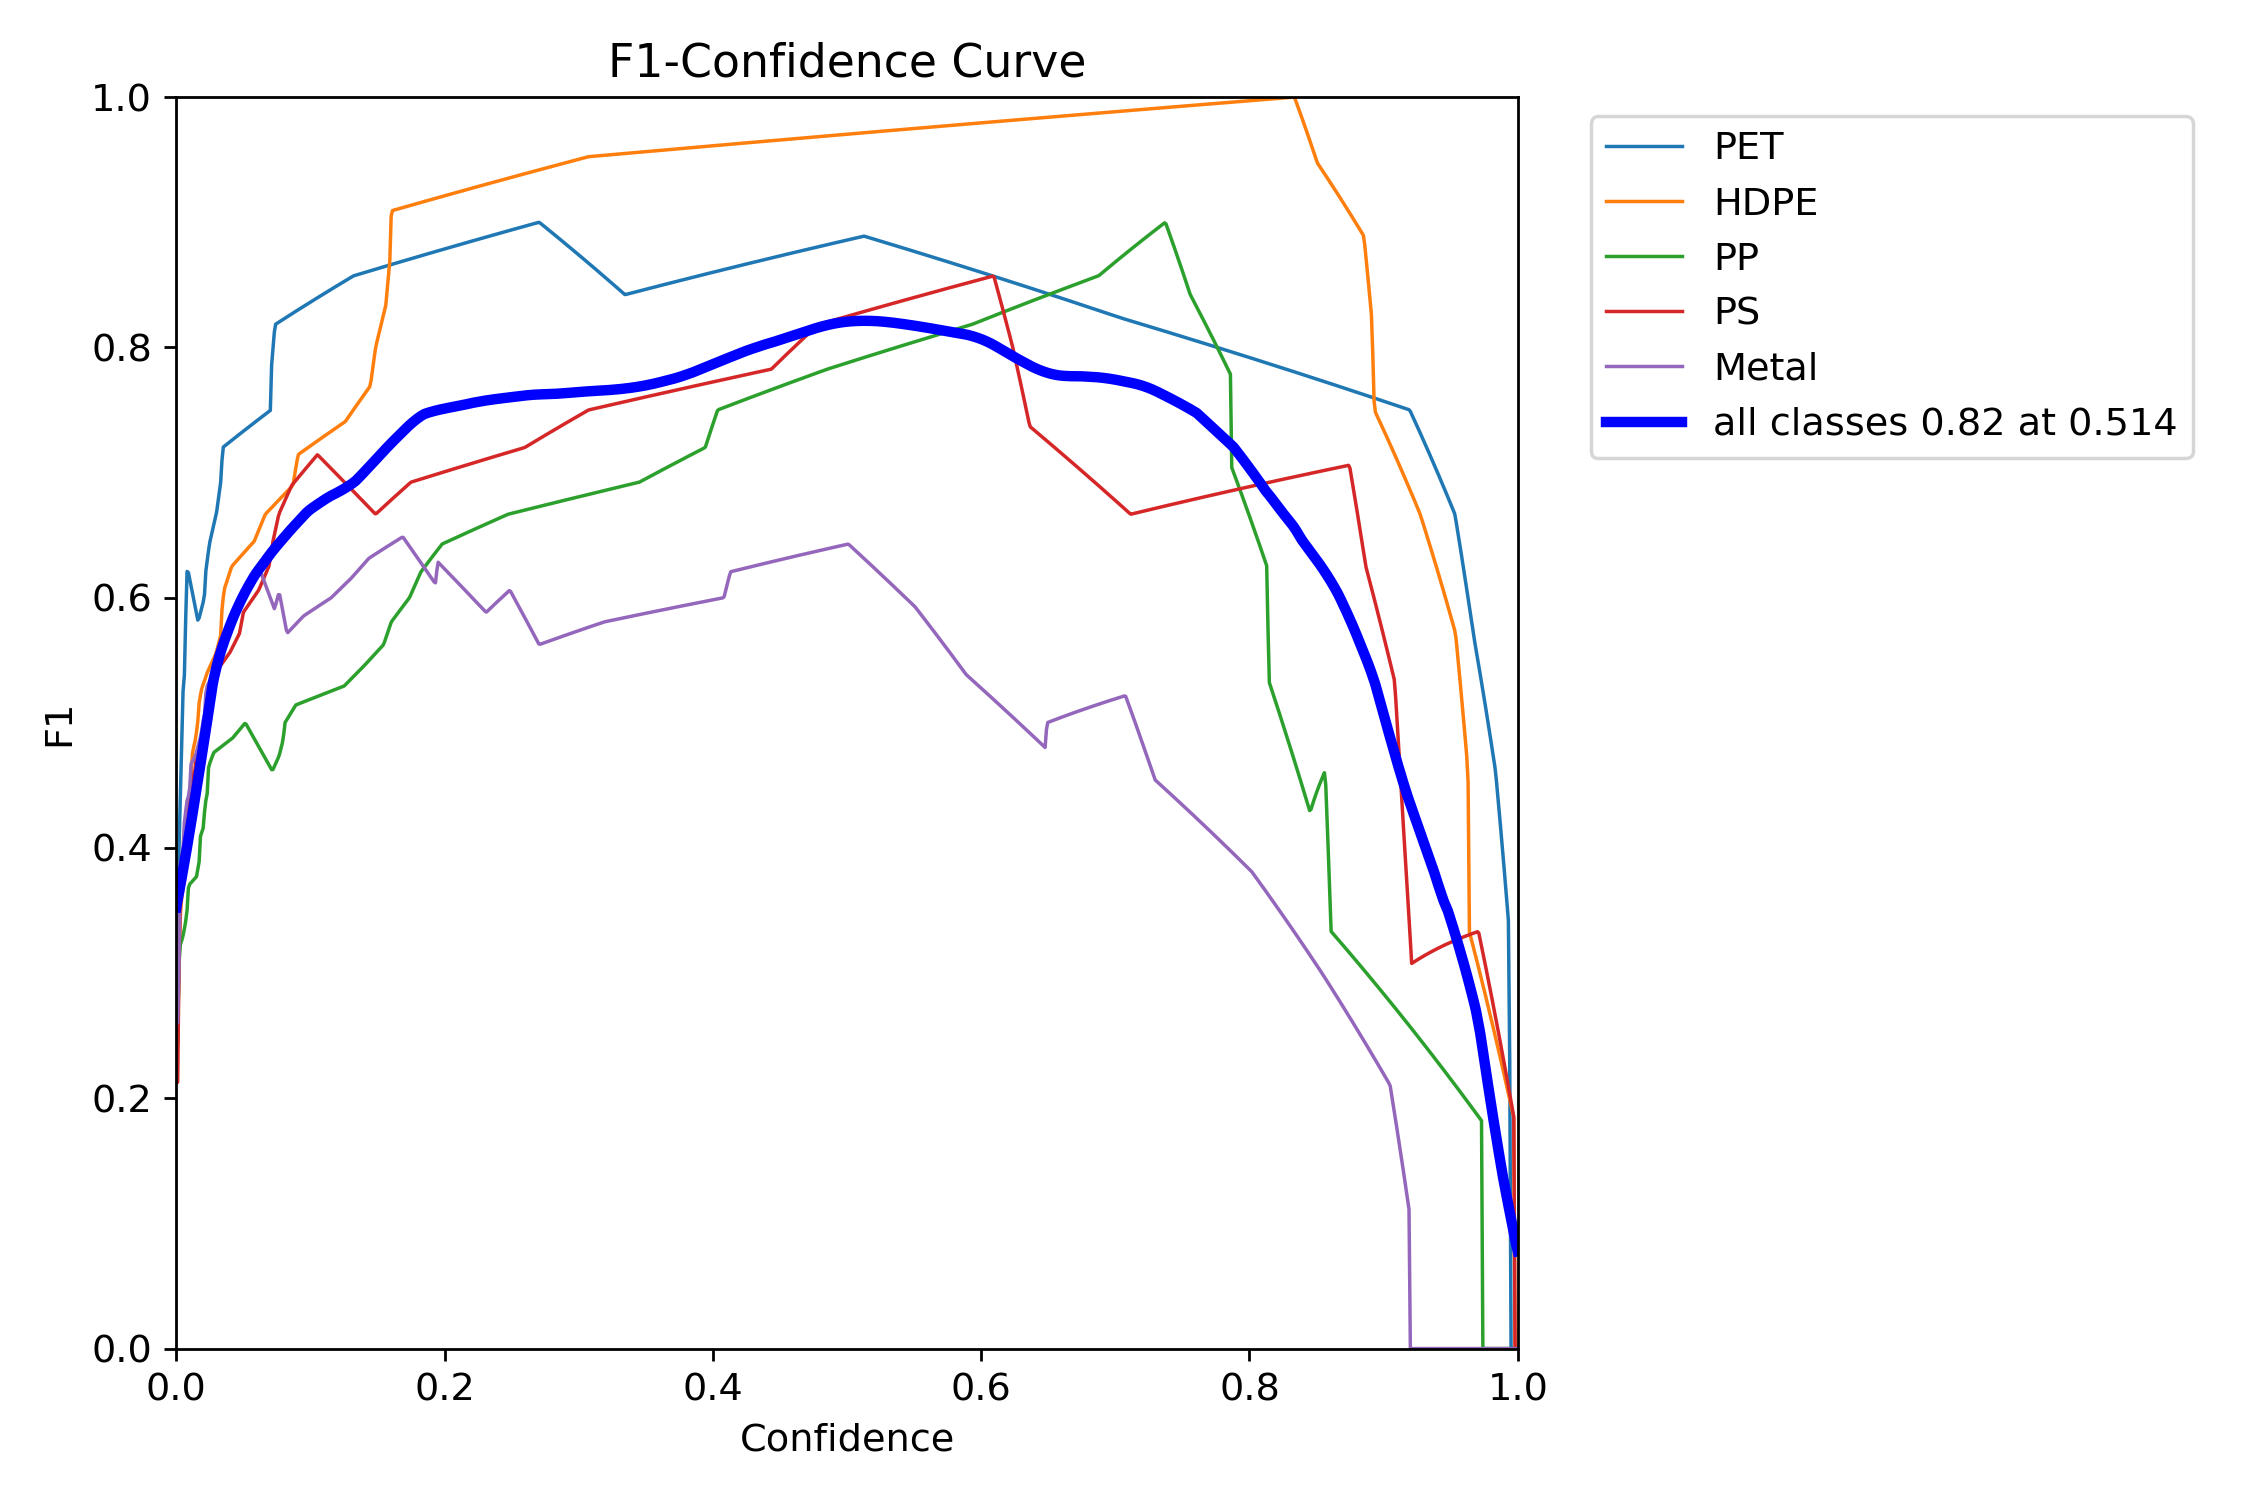 F1-Confidence Curve
1.0
0.8
0.6
0.4
0.2
0.0
F1
0.0 0.2 0.4 0.6 0.8 1.0
Confidence
PET
HDPE
PP
PS
Metal
all classes 0.82 at 0.514